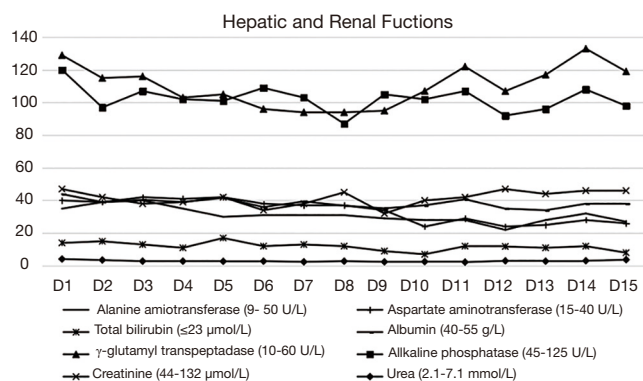 Hepatic and Renal Fuctions
140
120
100
80
60
40
20
0
D1 D2 D3 D4 D5 D6 D7 D8 D9 D10 D11 D12 D13 D14 D15
Alanine amiotransferase (9- 50 U/L) Aspartate aminotransferase (15-40 U/L)
Total bilirubin (≤23 µmol/L) Albumin (40-55 g/L)
γ-glutamyl transpeptadase (10-60 U/L) Allkaline phosphatase (45-125 U/L)
Creatinine (44-132 µmol/L) Urea (2.1-7.1 mmol/L)